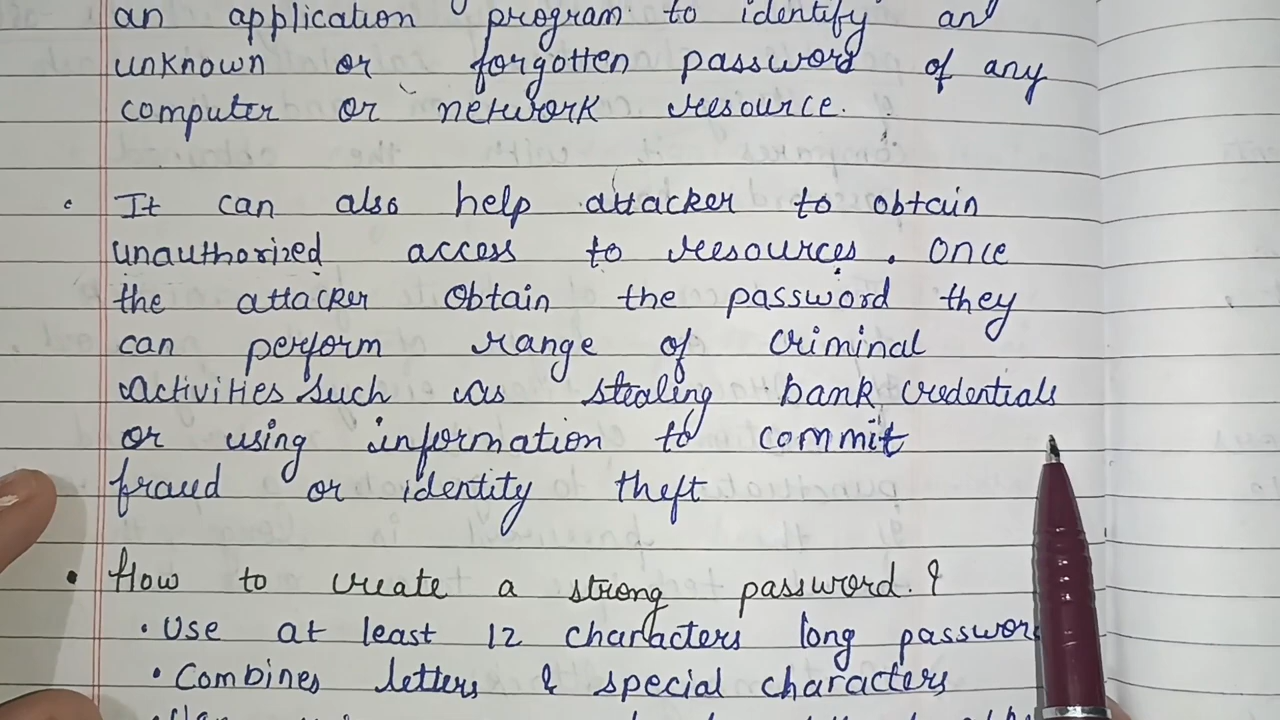 an application program to identify an
unknown or forgotten password of any
computer or network resource.
It can also help attacker to obtain
unauthorized access to resources. Once
the attacker obtain the password they
can perform range of criminal
activities such as stealing bank credentials
or using information to commit
fraud or identity theft
• How to create a strong password.?
• Use at least 12 characters long passwor
• Combines letters & special characters